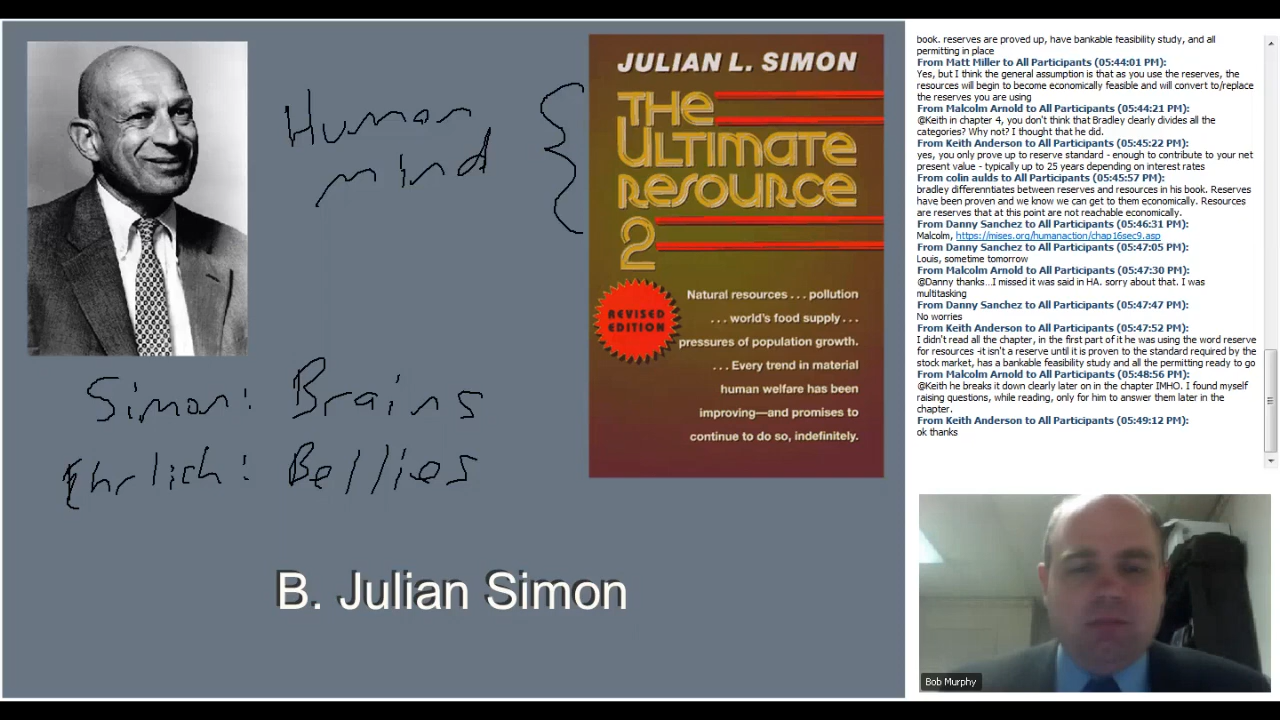 Human
mind
JULIAN L. SIMON
THE
ULTIMATE
RESOURCE
2
REVISED
EDITION
Natural resources . . . pollution
. . . world's food supply . . .
pressures of population growth.
. . . Every trend in material
human welfare has been
improving—and promises to
continue to do so, indefinitely.
Simon: Brains
Ehrlich: Bellies
B. Julian Simon
book. reserves are proved up, have bankable feasibility study, and all
permitting in place
From Matt Miller to All Participants (05:44:01 PM):
Yes, but I think the general assumption is that as you use the reserves, the
resources will begin to become economically feasible and will convert to/replace
the reserves you are using
From Malcolm Arnold to All Participants (05:44:21 PM):
@Keith in chapter 4, you don't think that Bradley clearly divides all the
categories? Why not? I thought that he did.
From Keith Anderson to All Participants (05:45:22 PM):
yes, you only prove up to reserve standard - enough to contribute to your net
present value - typically up to 25 years depending on interest rates
From colin aulds to All Participants (05:45:57 PM):
bradley differenntiates between reserves and resources in his book. Reserves
have been proven and we know we can get to them economically. Resources
are reserves that at this point are not reachable economically.
From Danny Sanchez to All Participants (05:46:31 PM):
Malcolm, https://mises.org/humanaction/chap16sec9.asp
From Danny Sanchez to All Participants (05:47:05 PM):
Louis, sometime tomorrow
From Malcolm Arnold to All Participants (05:47:30 PM):
@Danny thanks...I missed it was said in HA. sorry about that. I was
multitasking
From Danny Sanchez to All Participants (05:47:47 PM):
No worries
From Keith Anderson to All Participants (05:47:52 PM):
I didn't read all the chapter, in the first part of it he was using the word reserve
for resources -it isn't a reserve until it is proven to the standard required by the
stock market, has a bankable feasibility study and all the permitting ready to go
From Malcolm Arnold to All Participants (05:48:56 PM):
@Keith he breaks it down clearly later on in the chapter IMHO. I found myself
raising questions, while reading, only for him to answer them later in the
chapter.
From Keith Anderson to All Participants (05:49:12 PM):
ok thanks
Bob Murphy